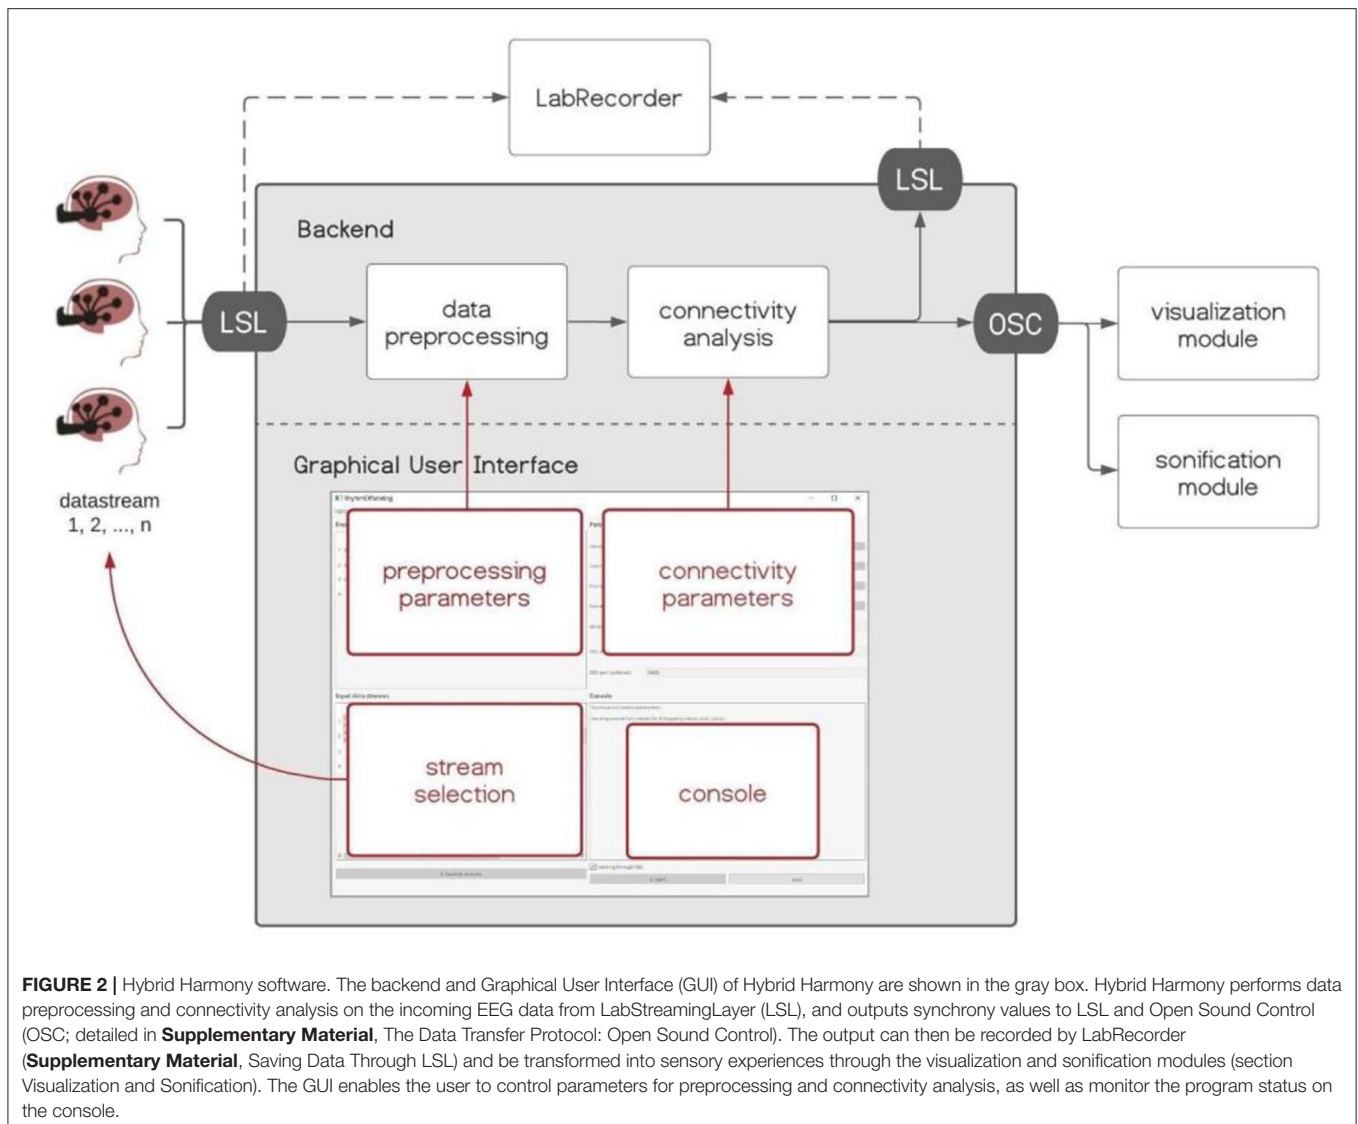 LabRecorder
LSL
Backend
data
preprocessing
connectivity
analysis
LSL
OSC
visualization
module
sonification
module
datastream
1, 2, ..., n
Graphical User Interface
preprocessing
parameters
connectivity
parameters
Input data streams
Console
stream
selection
console
FIGURE 2 | Hybrid Harmony software. The backend and Graphical User Interface (GUI) of Hybrid Harmony are shown in the gray box. Hybrid Harmony performs data
preprocessing and connectivity analysis on the incoming EEG data from LabStreamingLayer (LSL), and outputs synchrony values to LSL and Open Sound Control
(OSC; detailed in Supplementary Material, The Data Transfer Protocol: Open Sound Control). The output can then be recorded by LabRecorder
(Supplementary Material, Saving Data Through LSL) and be transformed into sensory experiences through the visualization and sonification modules (section
Visualization and Sonification). The GUI enables the user to control parameters for preprocessing and connectivity analysis, as well as monitor the program status on
the console.